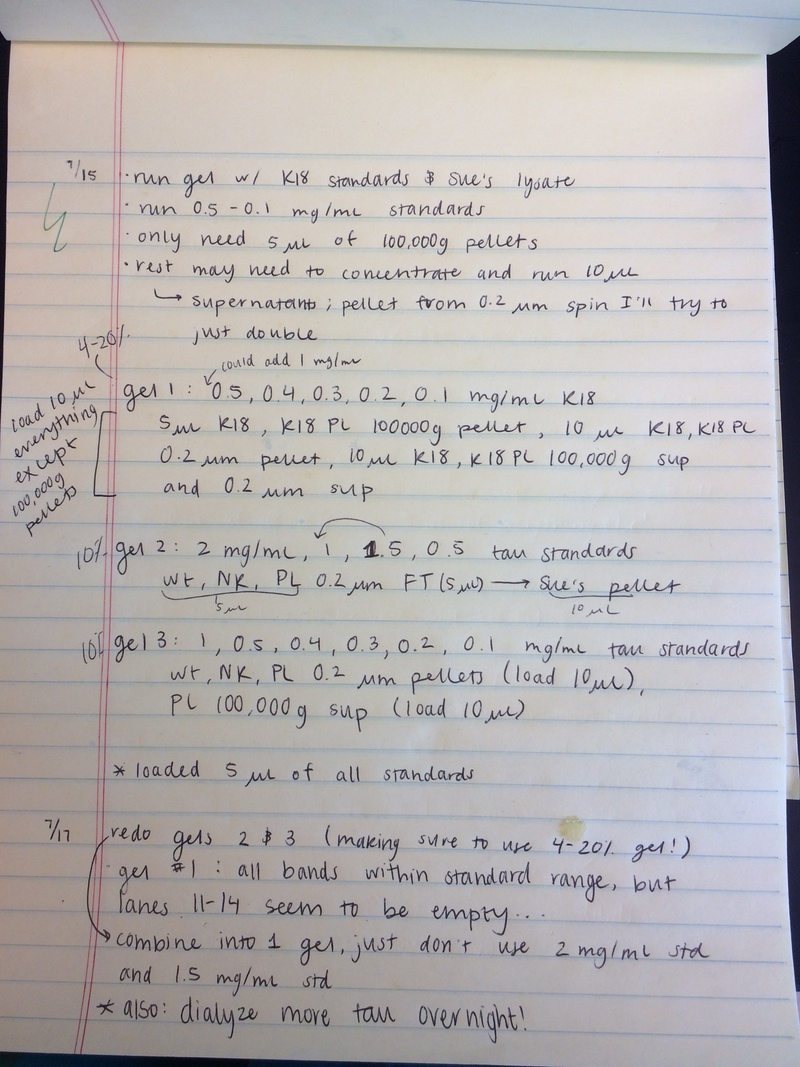 7/15 · run gel w/ K18 standards & Sue's lysate
· run 0.5 - 0.1 mg/mL standards
· only need 5 µL of 100,000g pellets
· rest may need to concentrate and run 10 µL
↳ supernatant; pellet from 0.2 µm spin I'll try to
just double
4-20%
could add 1 mg/mL
gel 1: 0.5, 0.4, 0.3, 0.2, 0.1 mg/mL K18
load 10 µL
everything
except
100,000g
pellets
5 µL K18, K18 PL 100000g pellet, 10 µL K18, K18 PL
0.2 µm pellet, 10 µL K18, K18 PL 100,000g sup
and 0.2 µm sup
10% gel 2: 2 mg/mL, 1, 1.5, 0.5 tau standards
wt, NK, PL 0.2 µm FT (5 µL) → Sue's pellet
5 µL 10 µL
10% gel 3: 1, 0.5, 0.4, 0.3, 0.2, 0.1 mg/mL tau standards
wt, NK, PL 0.2 µm pellets (load 10 µL),
PL 100,000g sup (load 10 µL)
* loaded 5 µL of all standards
7/17 redo gels 2 & 3 (making sure to use 4-20% gel!)
· gel #1: all bands within standard range, but
lanes 11-14 seem to be empty...
→ combine into 1 gel, just don't use 2 mg/mL std
and 1.5 mg/mL std
* also: dialyze more tau overnight!